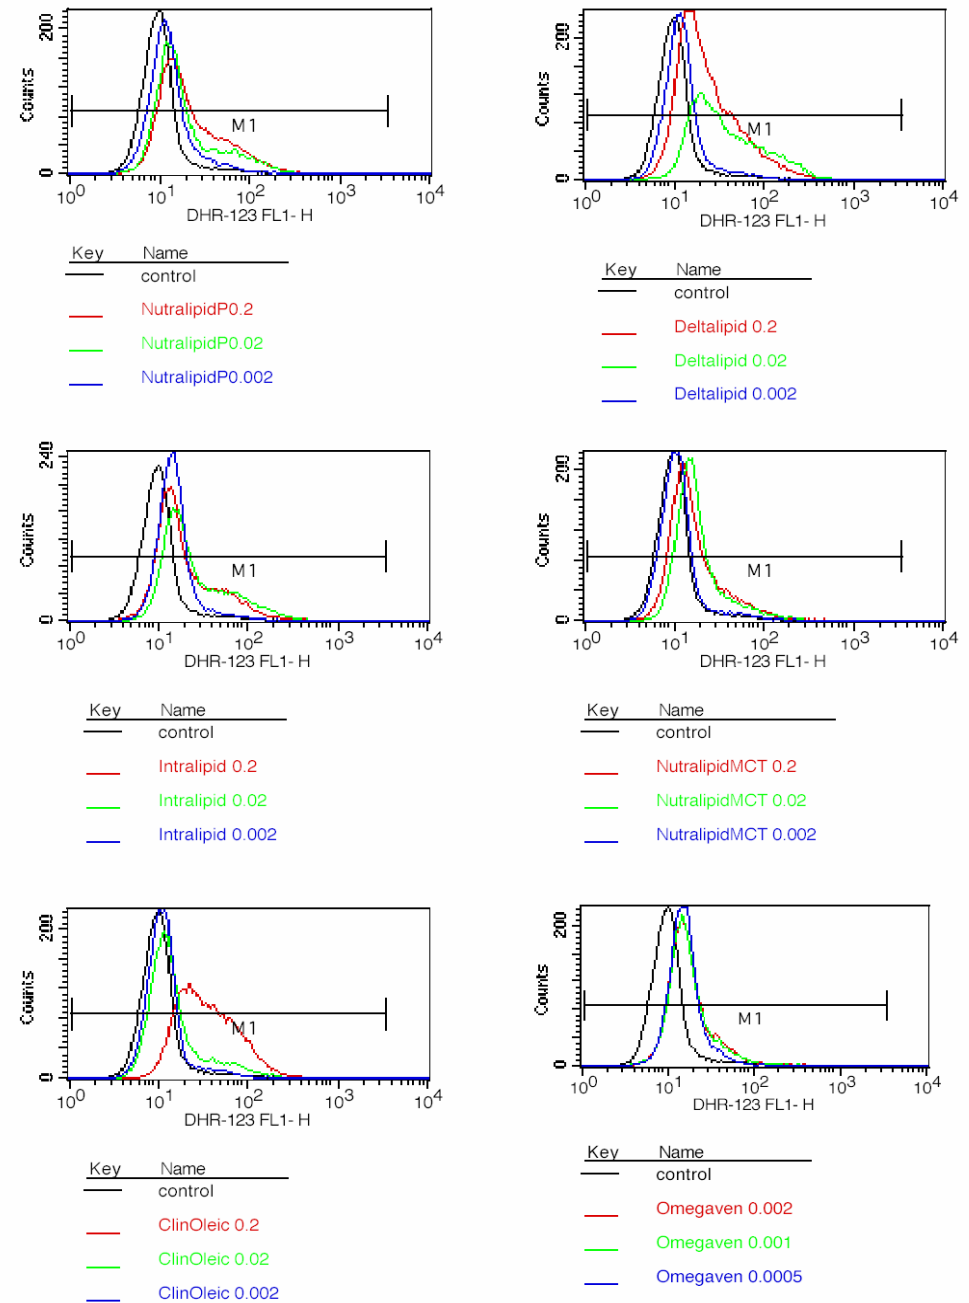 200
Counts
0
M1
10^0 10^1 10^2 10^3 10^4
DHR-123 FL1- H
Key Name
control
NutralipidP0.2
NutralipidP0.02
NutralipidP0.002
200
Counts
0
M1
10^0 10^1 10^2 10^3 10^4
DHR-123 FL1- H
Key Name
control
Deltalipid 0.2
Deltalipid 0.02
Deltalipid 0.002
240
Counts
0
M1
10^0 10^1 10^2 10^3 10^4
DHR-123 FL1- H
Key Name
control
Intralipid 0.2
Intralipid 0.02
Intralipid 0.002
200
Counts
0
M1
10^0 10^1 10^2 10^3 10^4
DHR-123 FL1- H
Key Name
control
NutralipidMCT 0.2
NutralipidMCT 0.02
NutralipidMCT 0.002
200
Counts
0
M1
10^0 10^1 10^2 10^3 10^4
DHR-123 FL1- H
Key Name
control
ClinOleic 0.2
ClinOleic 0.02
ClinOleic 0.002
200
Counts
0
M1
10^0 10^1 10^2 10^3 10^4
DHR-123 FL1- H
Key Name
control
Omegaven 0.002
Omegaven 0.001
Omegaven 0.0005